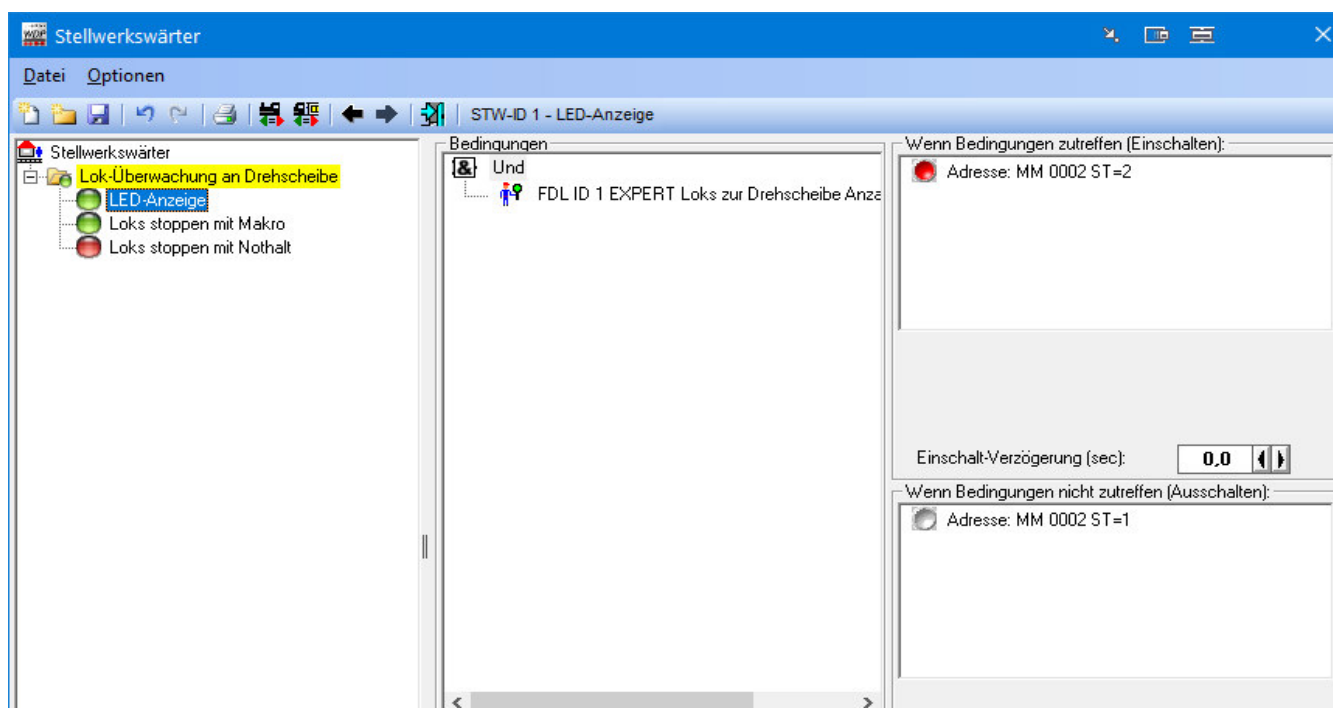 Stellwerkswärter
Datei Optionen
STW-ID 1 - LED-Anzeige
Stellwerkswärter
Lok-Überwachung an Drehscheibe
LED-Anzeige
Loks stoppen mit Makro
Loks stoppen mit Nothalt
Bedingungen
& Und
FDL ID 1 EXPERT Loks zur Drehscheibe Anza
Wenn Bedingungen zutreffen (Einschalten):
Adresse: MM 0002 ST=2
Einschalt-Verzögerung (sec): 0,0
Wenn Bedingungen nicht zutreffen (Ausschalten):
Adresse: MM 0002 ST=1